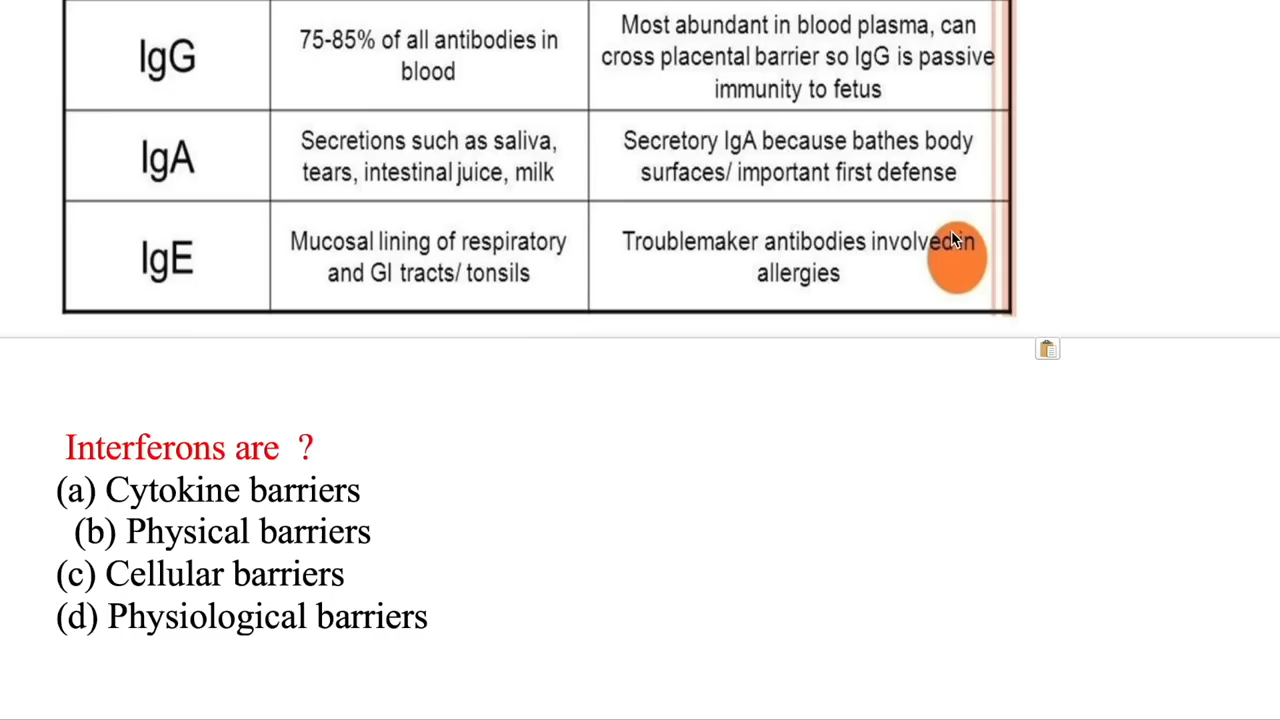 IgG
75-85% of all antibodies in
blood
Most abundant in blood plasma, can
cross placental barrier so IgG is passive
immunity to fetus
IgA
Secretions such as saliva,
tears, intestinal juice, milk
Secretory IgA because bathes body
surfaces/ important first defense
IgE
Mucosal lining of respiratory
and GI tracts/ tonsils
Troublemaker antibodies involved in
allergies
Interferons are ?
(a) Cytokine barriers
(b) Physical barriers
(c) Cellular barriers
(d) Physiological barriers